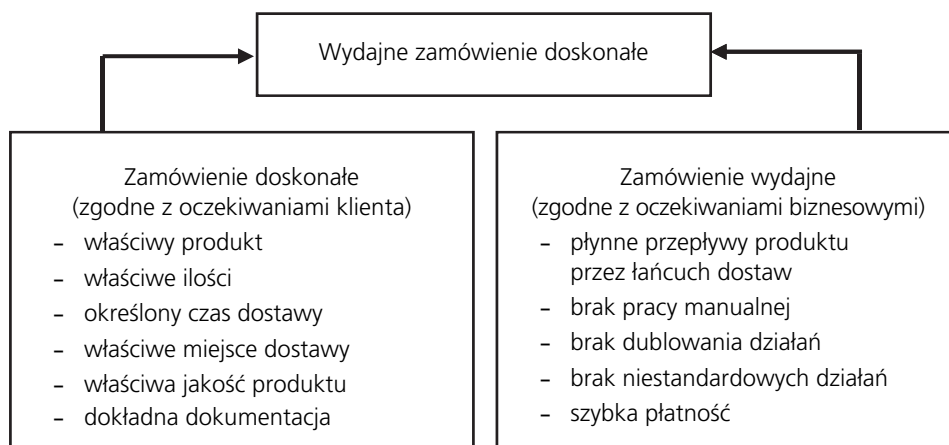 Wydajne zamówienie doskonałe
Zamówienie doskonałe
(zgodne z oczekiwaniami klienta)
– właściwy produkt
– właściwe ilości
– określony czas dostawy
– właściwe miejsce dostawy
– właściwa jakość produktu
– dokładna dokumentacja
Zamówienie wydajne
(zgodne z oczekiwaniami biznesowymi)
– płynne przepływy produktu
przez łańcuch dostaw
– brak pracy manualnej
– brak dublowania działań
– brak niestandardowych działań
– szybka płatność